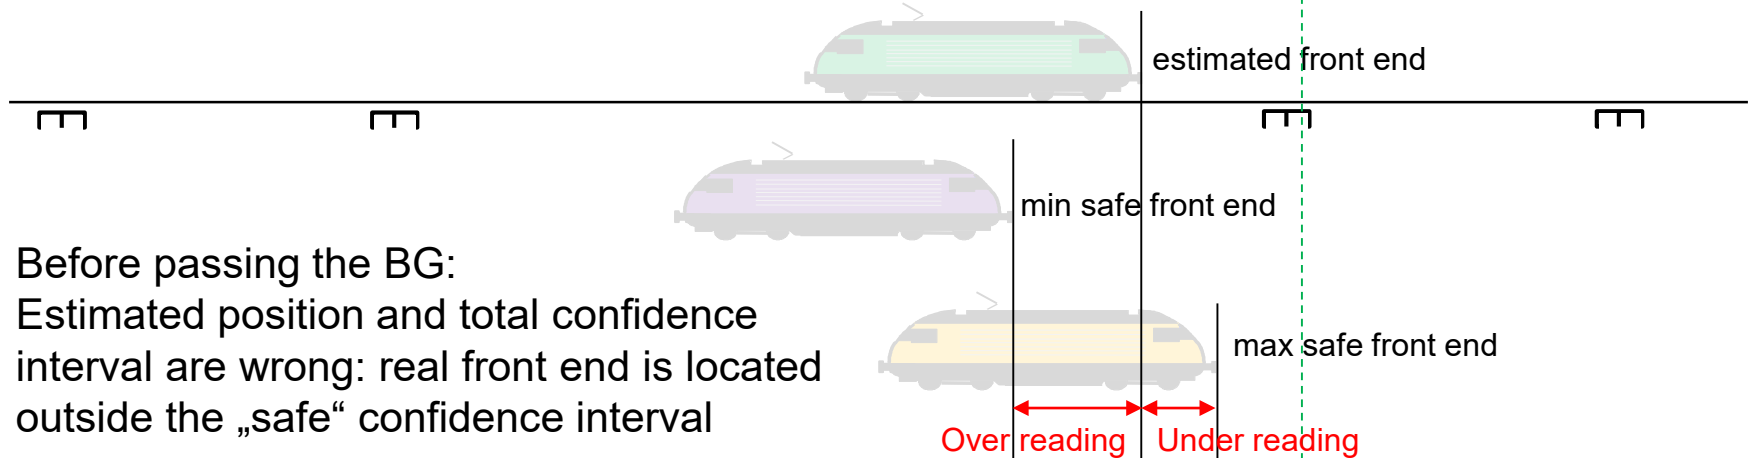 estimated front end
min safe front end
Before passing the BG:
Estimated position and total confidence
interval are wrong: real front end is located
outside the „safe“ confidence interval
max safe front end
Over reading
Under reading